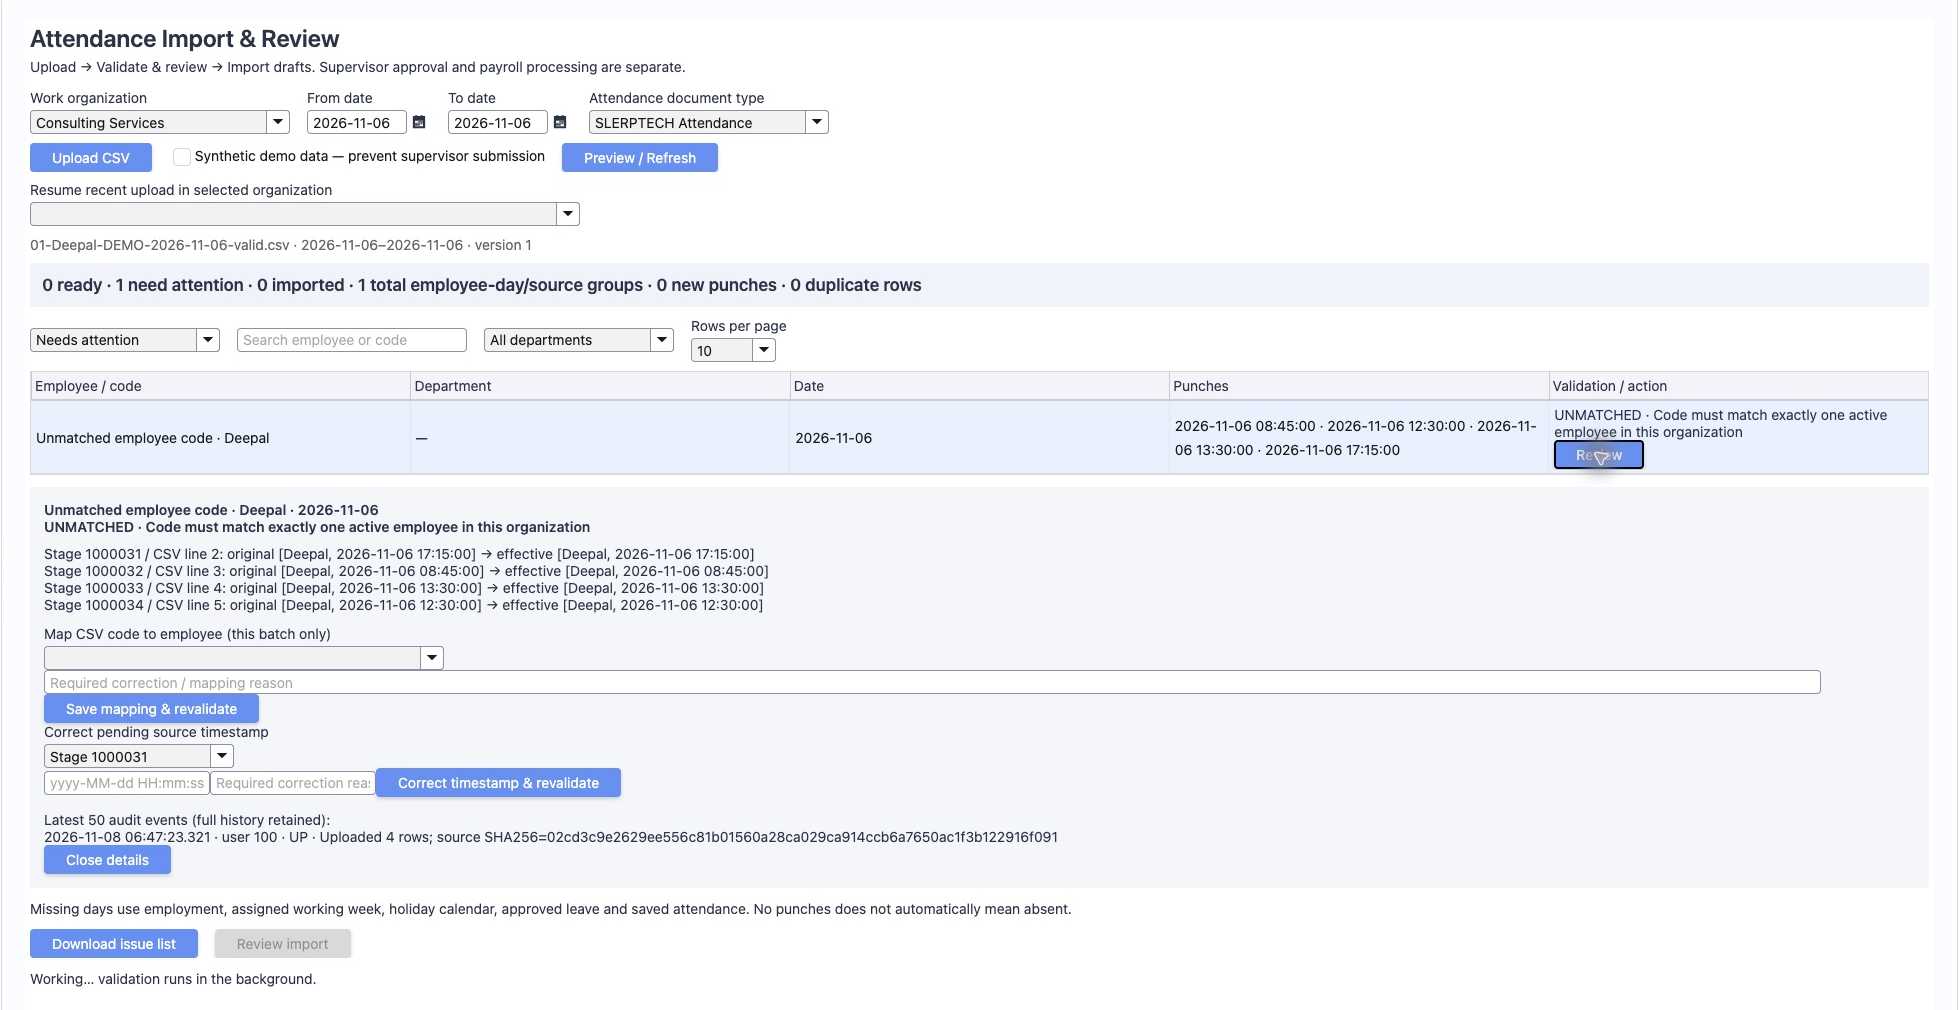 Attendance Import & Review
Upload → Validate & review → Import drafts. Supervisor approval and payroll processing are separate.
Work organization From date To date Attendance document type
Consulting Services 2026-11-06 2026-11-06 SLERPTECH Attendance
Upload CSV Synthetic demo data — prevent supervisor submission Preview / Refresh
Resume recent upload in selected organization
01-Deepal-DEMO-2026-11-06-valid.csv · 2026-11-06–2026-11-06 · version 1
0 ready · 1 need attention · 0 imported · 1 total employee-day/source groups · 0 new punches · 0 duplicate rows
Rows per page
Needs attention Search employee or code All departments 10
Employee / code Department Date Punches Validation / action
Unmatched employee code · Deepal — 2026-11-06 2026-11-06 08:45:00 · 2026-11-06 12:30:00 · 2026-11-
06 13:30:00 · 2026-11-06 17:15:00
UNMATCHED · Code must match exactly one active
employee in this organization
Review
Unmatched employee code · Deepal · 2026-11-06
UNMATCHED · Code must match exactly one active employee in this organization
Stage 1000031 / CSV line 2: original [Deepal, 2026-11-06 17:15:00] → effective [Deepal, 2026-11-06 17:15:00]
Stage 1000032 / CSV line 3: original [Deepal, 2026-11-06 08:45:00] → effective [Deepal, 2026-11-06 08:45:00]
Stage 1000033 / CSV line 4: original [Deepal, 2026-11-06 13:30:00] → effective [Deepal, 2026-11-06 13:30:00]
Stage 1000034 / CSV line 5: original [Deepal, 2026-11-06 12:30:00] → effective [Deepal, 2026-11-06 12:30:00]
Map CSV code to employee (this batch only)
Required correction / mapping reason
Save mapping & revalidate
Correct pending source timestamp
Stage 1000031
yyyy-MM-dd HH:mm:ss Required correction rea Correct timestamp & revalidate
Latest 50 audit events (full history retained):
2026-11-08 06:47:23.321 · user 100 · UP · Uploaded 4 rows; source SHA256=02cd3c9e2629ee556c81b01560a28ca029ca914ccb6a7650ac1f3b122916f091
Close details
Missing days use employment, assigned working week, holiday calendar, approved leave and saved attendance. No punches does not automatically mean absent.
Download issue list Review import
Working... validation runs in the background.